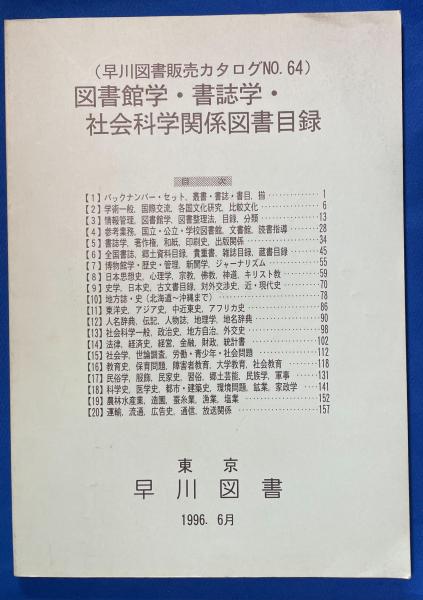 (早川図書販売カタログNO.64)
図書館学・書誌学・
社会科学関係図書目録
目 次
【1】バックナンバー・セット, 叢書・書誌・書目, 揃 …………… 1
【2】学術一般, 国際交流, 各国文化研究, 比較文化 …………… 6
【3】情報管理, 図書館学, 図書整理法, 目録, 分類 …………… 13
【4】参考業務, 国立・公立・学校図書館, 文書館, 読書指導 …………… 28
【5】書誌学, 著作権, 和紙, 印刷史, 出版関係 …………… 34
【6】全国書誌, 郷土資料目録, 貴重書, 雑誌目録, 蔵書目録 …………… 45
【7】博物館学・歴史・管理, 新聞学, ジャーナリズム …………… 55
【8】日本思想史, 心理学, 宗教, 佛教, 神道, キリスト教 …………… 59
【9】史学, 日本史, 古文書目録, 対外交渉史, 近・現代史 …………… 70
【10】地方誌・史(北海道〜沖縄まで) …………… 78
【11】東洋史, アジア史, 中近東史, アフリカ史 …………… 86
【12】人名辞典, 伝記, 人物誌, 地理学, 地名辞典 …………… 90
【13】社会科学一般, 政治史, 地方自治, 外交史 …………… 98
【14】法律, 経済史, 経営, 金融, 財政, 統計書 …………… 102
【15】社会学, 世論調査, 労働・青少年・社会問題 …………… 112
【16】教育史, 保育問題, 障害者教育, 大学教育, 社会教育 …………… 118
【17】民俗学, 服飾, 民家史, 習俗, 郷土芸能, 民族学, 軍事 …………… 131
【18】科学史, 医学史, 都市・建築史, 環境問題, 鉱業, 家政学 …………… 141
【19】農林水産業, 造園, 蚕糸業, 漁業, 塩業 …………… 152
【20】運輸, 流通, 広告史, 通信, 放送関係 …………… 157
東 京
早 川 図 書
1996. 6月